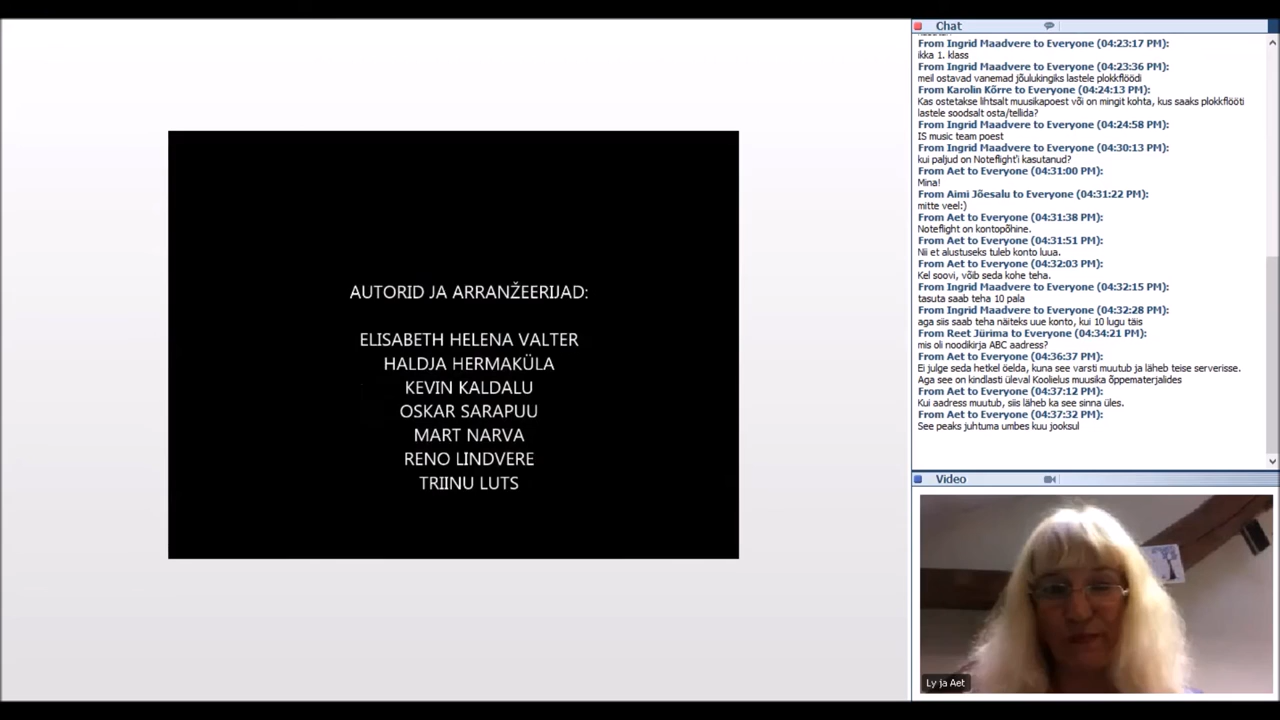 AUTORID JA ARRANŽEERIJAD:
ELISABETH HELENA VALTER
HALDJA HERMAKÜLA
KEVIN KALDALU
OSKAR SARAPUU
MART NARVA
RENO LINDVERE
TRIINU LUTS
Chat
From Ingrid Maadvere to Everyone (04:23:17 PM):
ikka 1. klass
From Ingrid Maadvere to Everyone (04:23:36 PM):
meil ostavad vanemad jõulukingiks lastele plokkflöödi
From Karolin Kõrre to Everyone (04:24:13 PM):
Kas ostetakse lihtsalt muusikapoest või on mingit kohta, kus saaks plokkflööti
lastele soodsalt osta/tellida?
From Ingrid Maadvere to Everyone (04:24:58 PM):
IS music team poest
From Ingrid Maadvere to Everyone (04:30:13 PM):
kui paljud on Noteflight'i kasutanud?
From Aet to Everyone (04:31:00 PM):
Mina!
From Aimi Jõesalu to Everyone (04:31:22 PM):
mitte veel:)
From Aet to Everyone (04:31:38 PM):
Noteflight on kontopõhine.
From Aet to Everyone (04:31:51 PM):
Nii et alustuseks tuleb konto luua.
From Aet to Everyone (04:32:03 PM):
Kel soovi, võib seda kohe teha.
From Ingrid Maadvere to Everyone (04:32:15 PM):
tasuta saab teha 10 pala
From Ingrid Maadvere to Everyone (04:32:28 PM):
aga siis saab teha näiteks uue konto, kui 10 lugu täis
From Reet Jürima to Everyone (04:34:21 PM):
mis oli noodikirja ABC aadress?
From Aet to Everyone (04:36:37 PM):
Ei julge seda hetkel öelda, kuna see varsti muutub ja läheb teise serverisse.
Aga see on kindlasti üleval Koolielus muusika õppematerjalides
From Aet to Everyone (04:37:12 PM):
Kui aadress muutub, siis läheb ka see sinna üles.
From Aet to Everyone (04:37:32 PM):
See peaks juhtuma umbes kuu jooksul
Video
Ly ja Aet